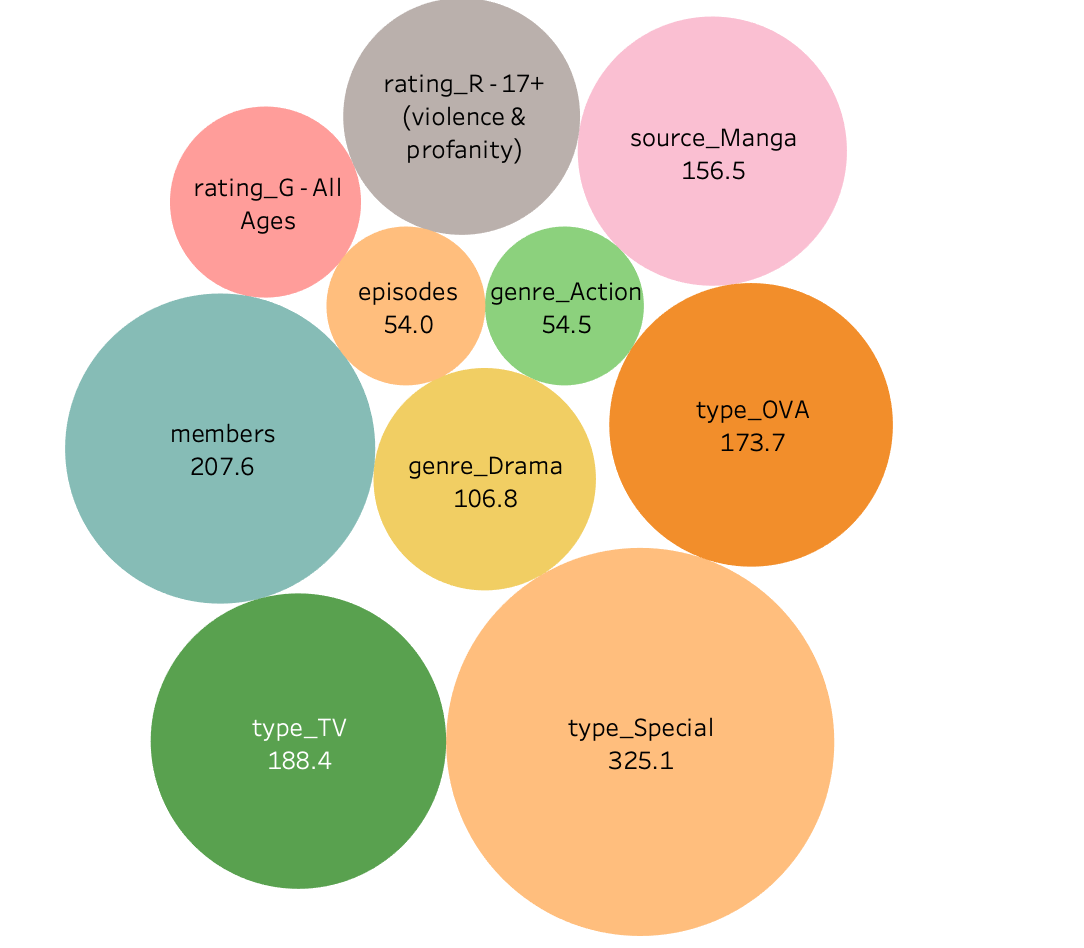 rating_R - 17+
(violence &
profanity)
source_Manga
156.5
rating_G - All
Ages
episodes
54.0
genre_Action
54.5
type_OVA
173.7
members
207.6
genre_Drama
106.8
type_TV
188.4
type_Special
325.1